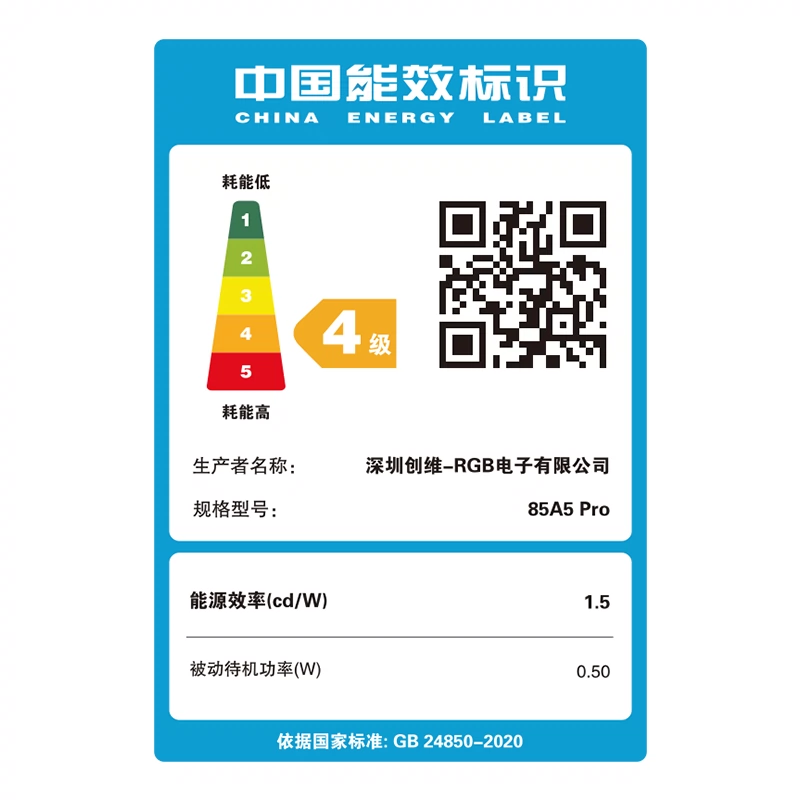 中国能效标识
CHINA ENERGY LABEL
耗能低
1
2
3
4
5
4级
耗能高
生产者名称： 深圳创维-RGB电子有限公司
规格型号： 85A5 Pro
能源效率(cd/W) 1.5
被动待机功率(W) 0.50
依据国家标准: GB 24850-2020